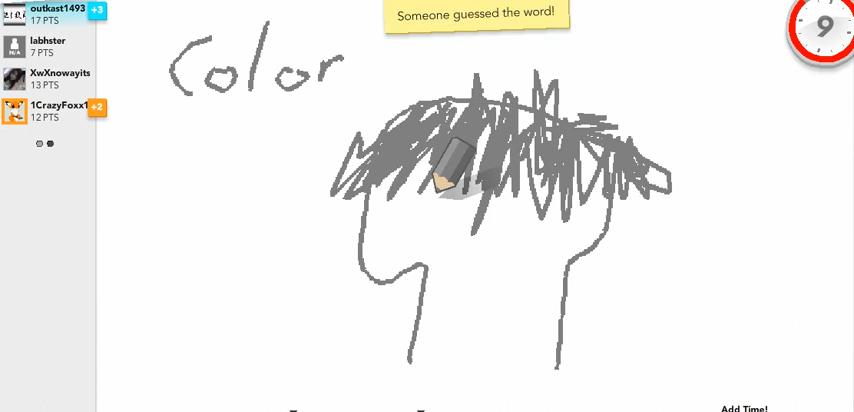 outkast1493
+3
17 PTS
Someone guessed the word!
9
labhster
7 PTS
N/A
XwXnowayits
13 PTS
1CrazyFoxx1
+2
12 PTS
Color
Add Time!